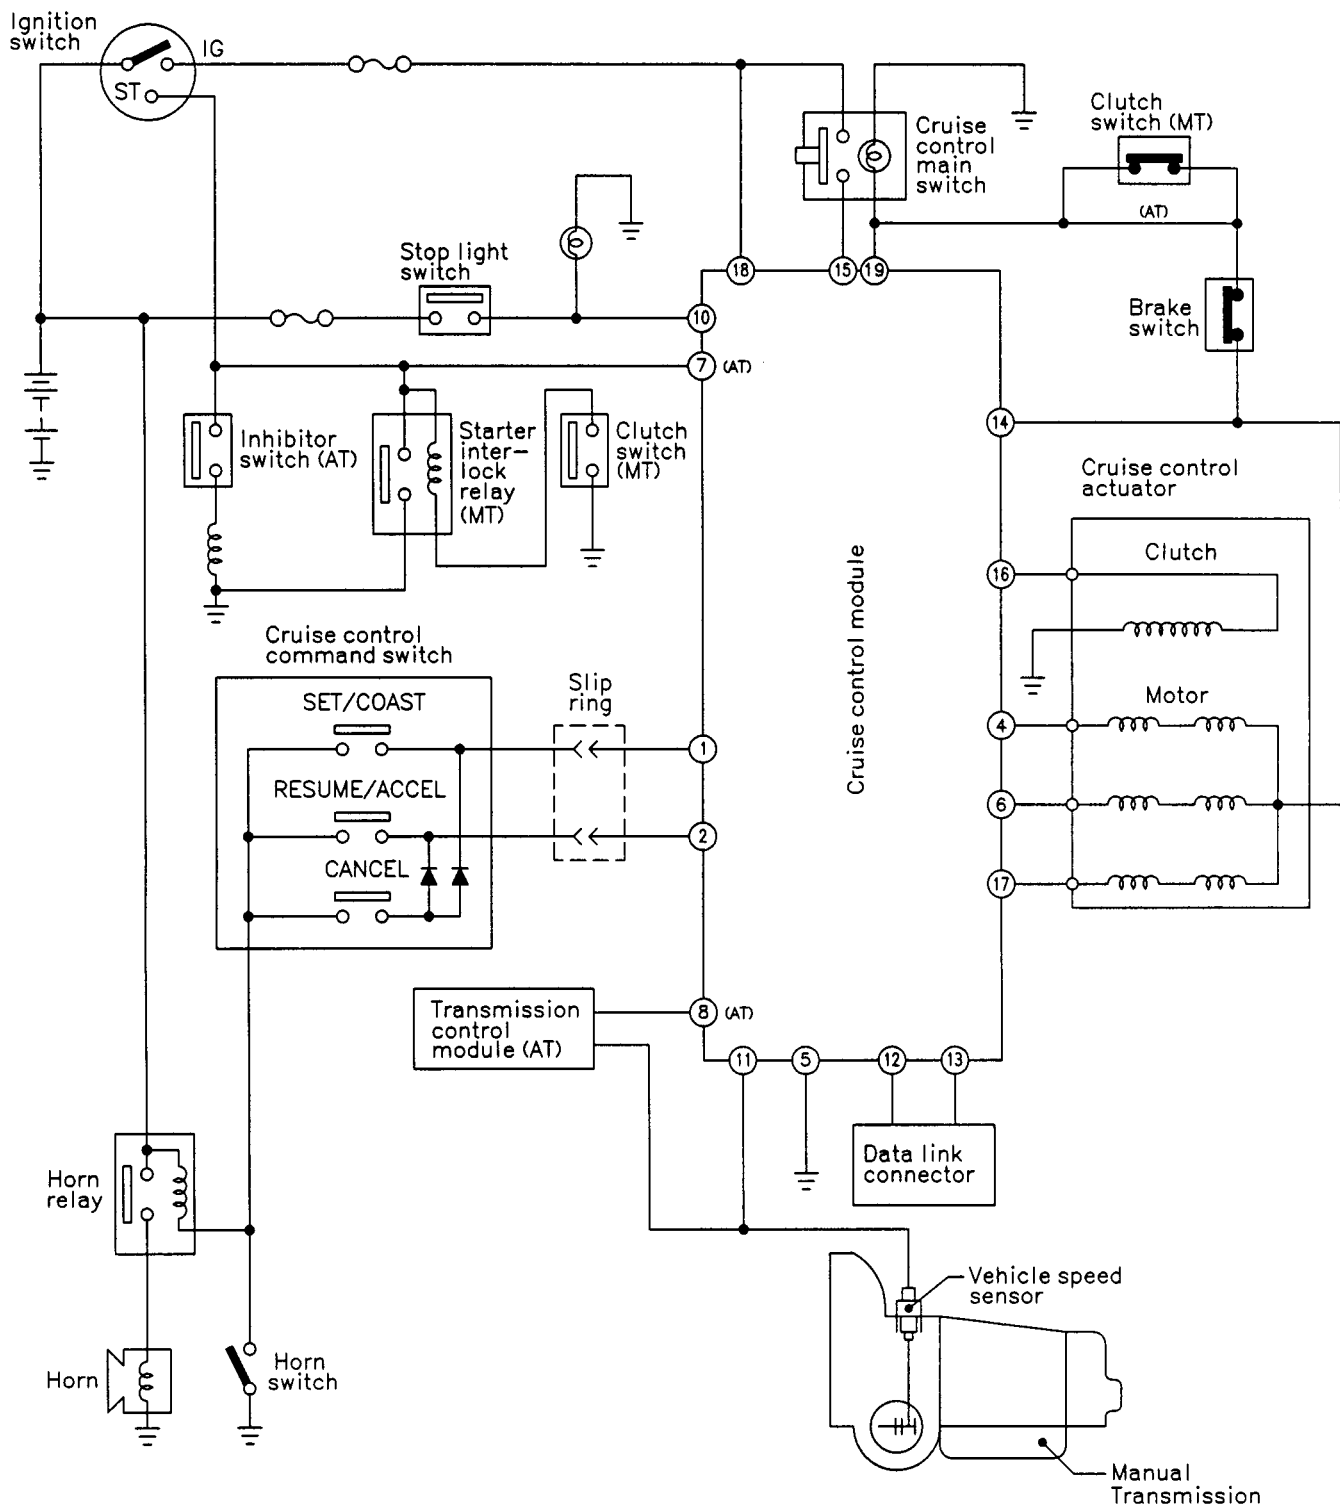 Ignition
switch
IG
ST
Clutch
switch (MT)
Cruise
control
main
switch
(AT)
Stop light
switch
18
15
19
Brake
switch
10
7
(AT)
14
Inhibitor
switch (AT)
Starter
inter-
lock
relay
(MT)
Clutch
switch
(MT)
Cruise control
actuator
Cruise control module
16
Clutch
Cruise control
command switch
Slip
ring
SET/COAST
4
Motor
1
RESUME/ACCEL
6
2
CANCEL
17
Transmission
control
module (AT)
8
(AT)
11
5
12
13
Data link
connector
Horn
relay
Vehicle speed
sensor
Horn
Horn
switch
Manual
Transmission